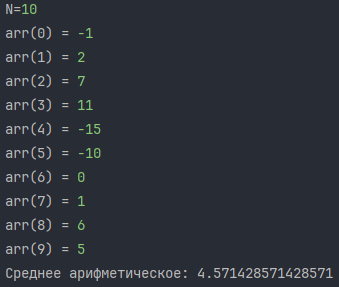 N=10
arr(0) = -1
arr(1) = 2
arr(2) = 7
arr(3) = 11
arr(4) = -15
arr(5) = -10
arr(6) = 0
arr(7) = 1
arr(8) = 6
arr(9) = 5
Среднее арифметическое: 4.571428571428571